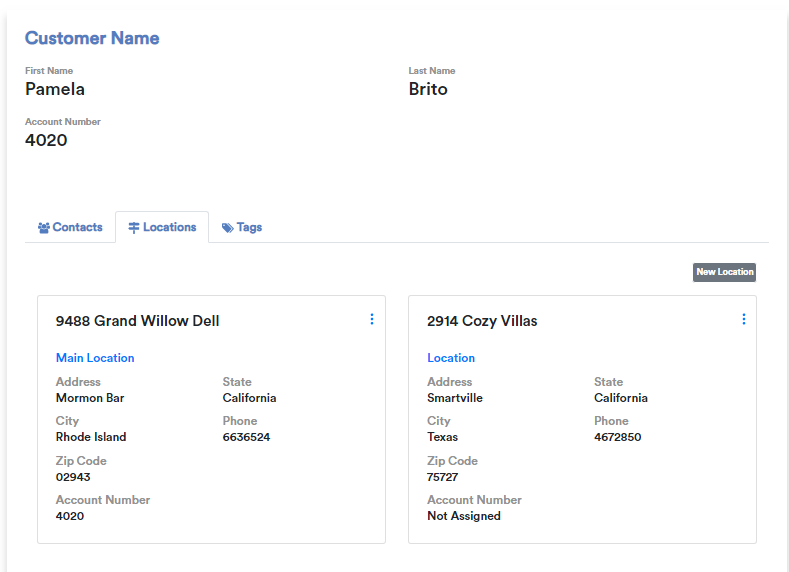 Customer Name
First Name Last Name
Pamela Brito
Account Number
4020
Contacts Locations Tags
New Location
9488 Grand Willow Dell
Main Location
Address State
Mormon Bar California
City Phone
Rhode Island 6636524
Zip Code
02943
Account Number
4020
2914 Cozy Villas
Location
Address State
Smartville California
City Phone
Texas 4672850
Zip Code
75727
Account Number
Not Assigned